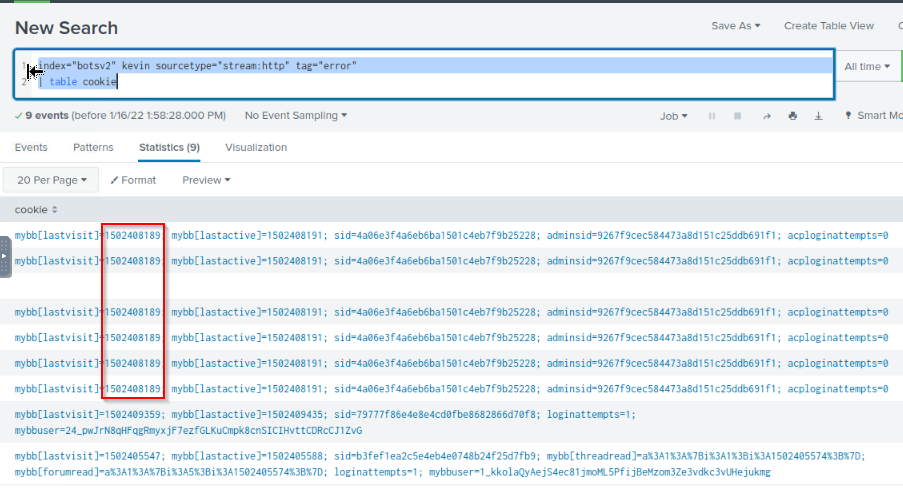 New Search
Save As
Create Table View
1 index="botsv2" kevin sourcetype="stream:http" tag="error"
2 | table cookie
All time
9 events (before 1/16/22 1:58:28.000 PM)
No Event Sampling
Job
Smart Mo
Events
Patterns
Statistics (9)
Visualization
20 Per Page
Format
Preview
cookie
mybb[lastvisit]=1502408189; mybb[lastactive]=1502408191; sid=4a06e3f4a6eb6ba1501c4eb7f9b25228; adminsid=9267f9cec584473a8d151c25ddb691f1; acploginattempts=0
mybb[lastvisit]=1502408189; mybb[lastactive]=1502408191; sid=4a06e3f4a6eb6ba1501c4eb7f9b25228; adminsid=9267f9cec584473a8d151c25ddb691f1; acploginattempts=0
mybb[lastvisit]=1502408189; mybb[lastactive]=1502408191; sid=4a06e3f4a6eb6ba1501c4eb7f9b25228; adminsid=9267f9cec584473a8d151c25ddb691f1; acploginattempts=0
mybb[lastvisit]=1502408189; mybb[lastactive]=1502408191; sid=4a06e3f4a6eb6ba1501c4eb7f9b25228; adminsid=9267f9cec584473a8d151c25ddb691f1; acploginattempts=0
mybb[lastvisit]=1502408189; mybb[lastactive]=1502408191; sid=4a06e3f4a6eb6ba1501c4eb7f9b25228; adminsid=9267f9cec584473a8d151c25ddb691f1; acploginattempts=0
mybb[lastvisit]=1502408189; mybb[lastactive]=1502408191; sid=4a06e3f4a6eb6ba1501c4eb7f9b25228; adminsid=9267f9cec584473a8d151c25ddb691f1; acploginattempts=0
mybb[lastvisit]=1502409359; mybb[lastactive]=1502409435; sid=79777f86e4e8e4cd0fbe8682866d70f8; loginattempts=1;
mybbuser=24_pwJrN8qHFqgRmyxjF7ezfGLKuCmpk8cnSICIHvttCDRcCJ1ZvG
mybb[lastvisit]=1502405547; mybb[lastactive]=1502405588; sid=b3fef1ea2c5e4eb4e0748b24f25d7fb9; mybb[threadread]=a%3A1%3A%7Bi%3A1%3Bi%3A1502405574%3B%7D;
mybb[forumread]=a%3A1%3A%7Bi%3A5%3Bi%3A1502405574%3B%7D; loginattempts=1; mybbuser=1_kkolaQyAejS4ec81jmoML5PfijBeMzom3Ze3vdkc3vUHejukmg